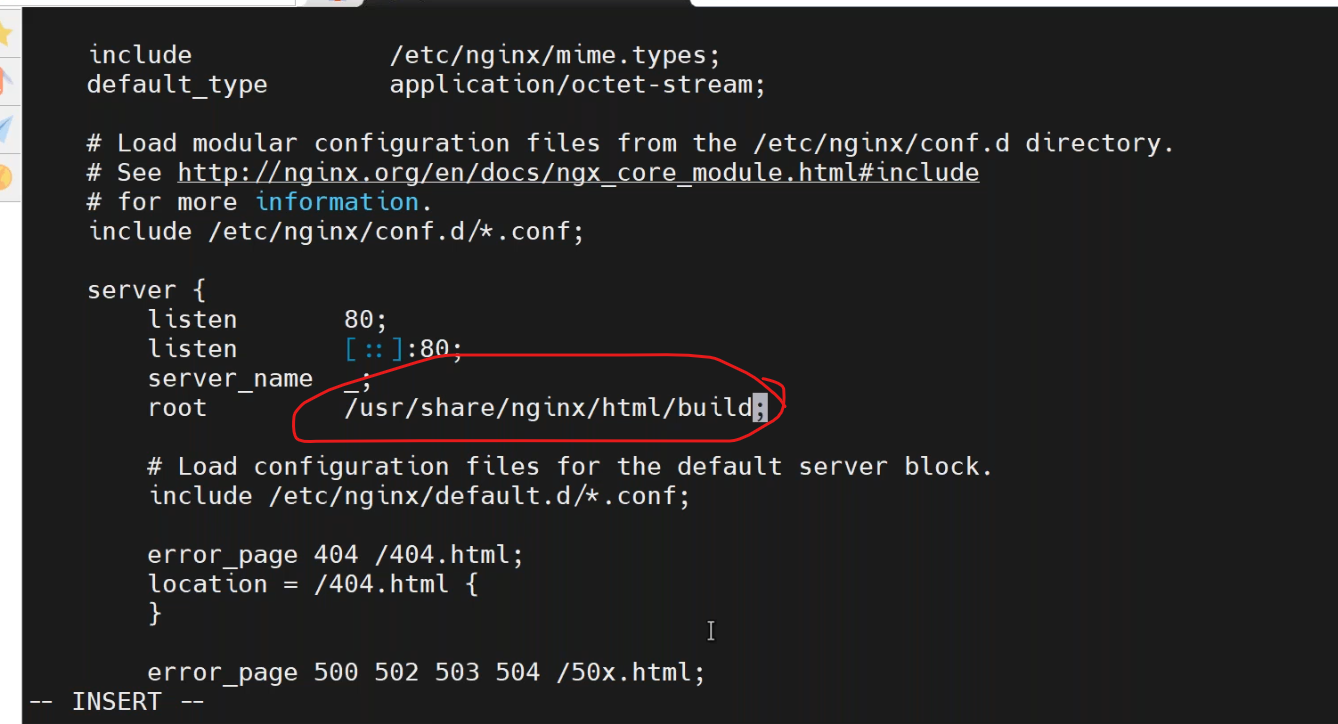 include /etc/nginx/mime.types;
default_type application/octet-stream;
# Load modular configuration files from the /etc/nginx/conf.d directory.
# See http://nginx.org/en/docs/ngx_core_module.html#include
# for more information.
include /etc/nginx/conf.d/*.conf;
server {
listen 80;
listen [::]:80;
server_name _;
root /usr/share/nginx/html/build;
# Load configuration files for the default server block.
include /etc/nginx/default.d/*.conf;
error_page 404 /404.html;
location = /404.html {
}
error_page 500 502 503 504 /50x.html;
-- INSERT --